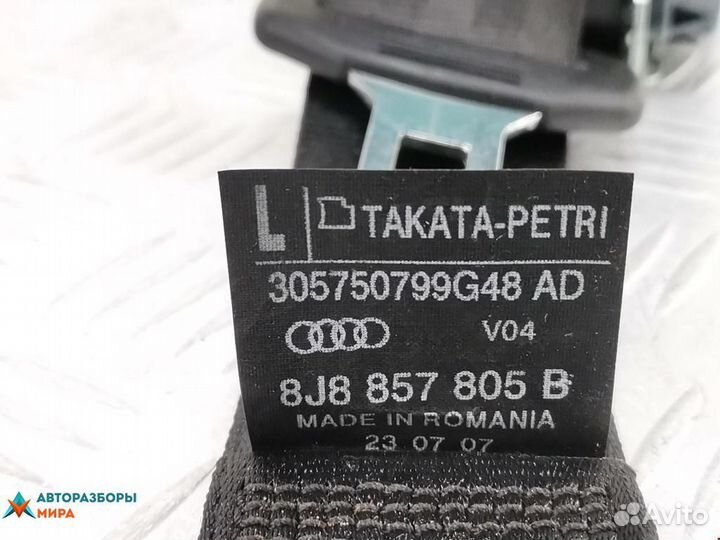 L TAKATA-PETRI
305750799G48 AD
V04
8J8 857 805 B
MADE IN ROMANIA
23 07 07
АВТОРАЗБОРЫ
МИРА
Avito